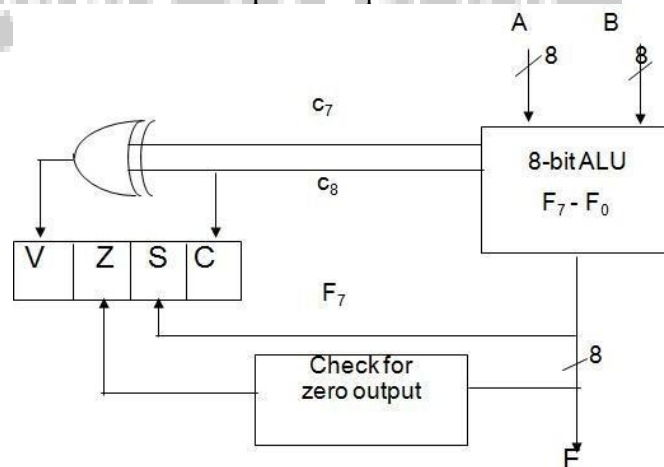 A B
8 8
c₇
8-bit ALU
c₈
F₇ - F₀
V Z S C
F₇
Check for
zero output
8
F